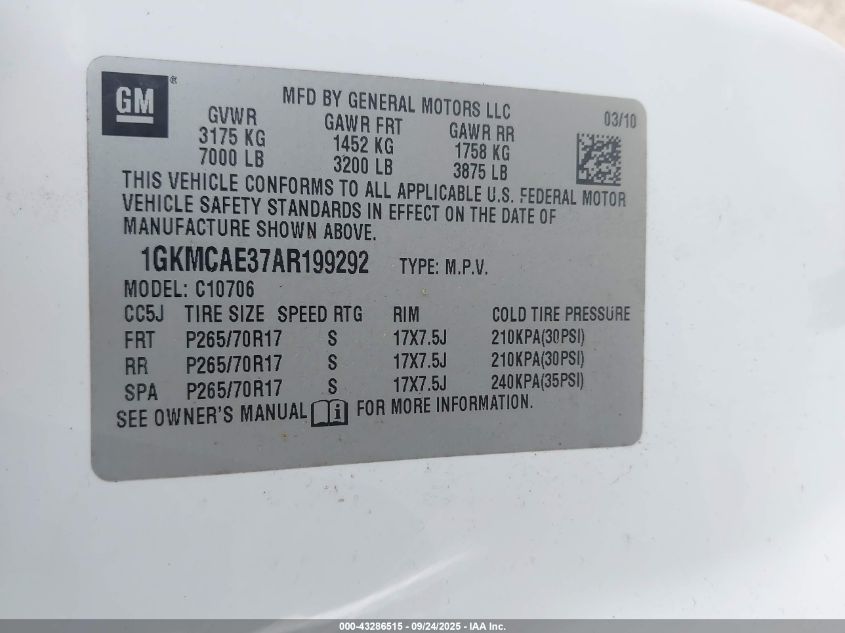 GM®
MFD BY GENERAL MOTORS LLC
03/10
GVWR GAWR FRT GAWR RR
3175 KG 1452 KG 1758 KG
7000 LB 3200 LB 3875 LB
THIS VEHICLE CONFORMS TO ALL APPLICABLE U.S. FEDERAL MOTOR
VEHICLE SAFETY STANDARDS IN EFFECT ON THE DATE OF
MANUFACTURE SHOWN ABOVE.
1GKMCAE37AR199292 TYPE: M.P.V.
MODEL: C10706
CC5J TIRE SIZE SPEED RTG RIM COLD TIRE PRESSURE
FRT P265/70R17 S 17X7.5J 210KPA(30PSI)
RR P265/70R17 S 17X7.5J 210KPA(30PSI)
SPA P265/70R17 S 17X7.5J 240KPA(35PSI)
SEE OWNER'S MANUAL i FOR MORE INFORMATION.
000-43286515 - 09/24/2025 - IAA Inc.